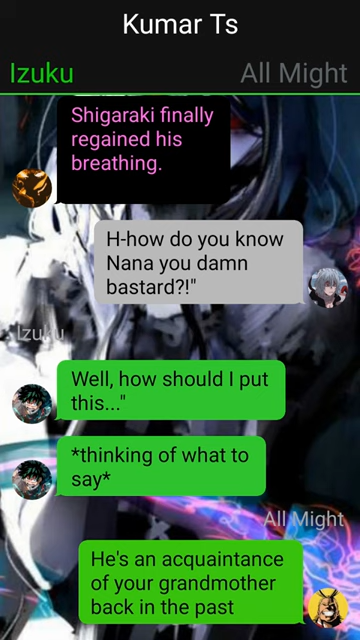 Kumar Ts
Izuku
All Might
Shigaraki finally
regained his
breathing.
H-how do you know
Nana you damn
bastard?!"
Izuku
Well, how should I put
this..."
*thinking of what to
say*
All Might
He's an acquaintance
of your grandmother
back in the past